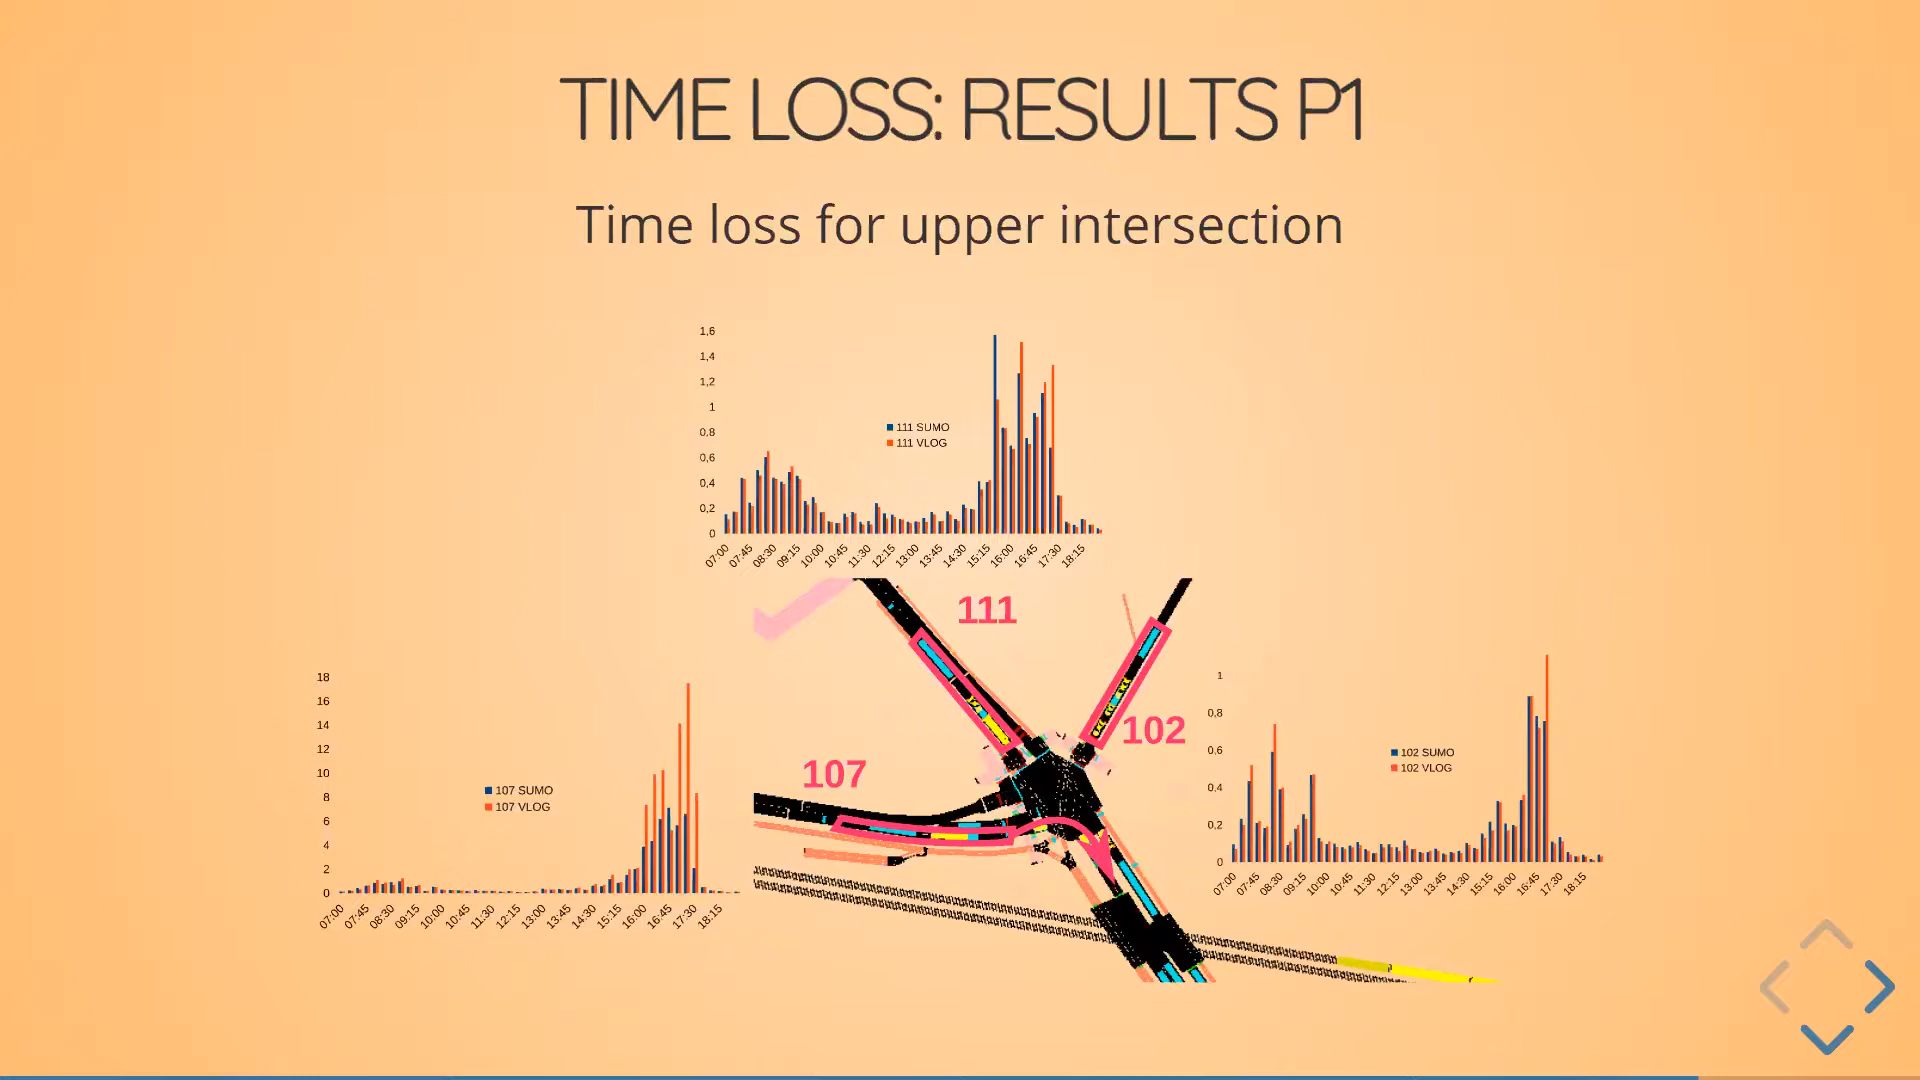 TIME LOSS: RESULTS P1
Time loss for upper intersection
1,6
1,4
1,2
1
0,8
0,6
0,4
0,2
0
111 SUMO
111 VLOG
07:00 07:45 08:30 09:15 10:00 10:45 11:30 12:15 13:00 13:45 14:30 15:15 16:00 16:45 17:30 18:15
111
102
107
18
16
14
12
10
8
6
4
2
0
107 SUMO
107 VLOG
07:00 07:45 08:30 09:15 10:00 10:45 11:30 12:15 13:00 13:45 14:30 15:15 16:00 16:45 17:30 18:15
1
0,8
0,6
0,4
0,2
0
102 SUMO
102 VLOG
07:00 07:45 08:30 09:15 10:00 10:45 11:30 12:15 13:00 13:45 14:30 15:15 16:00 16:45 17:30 18:15